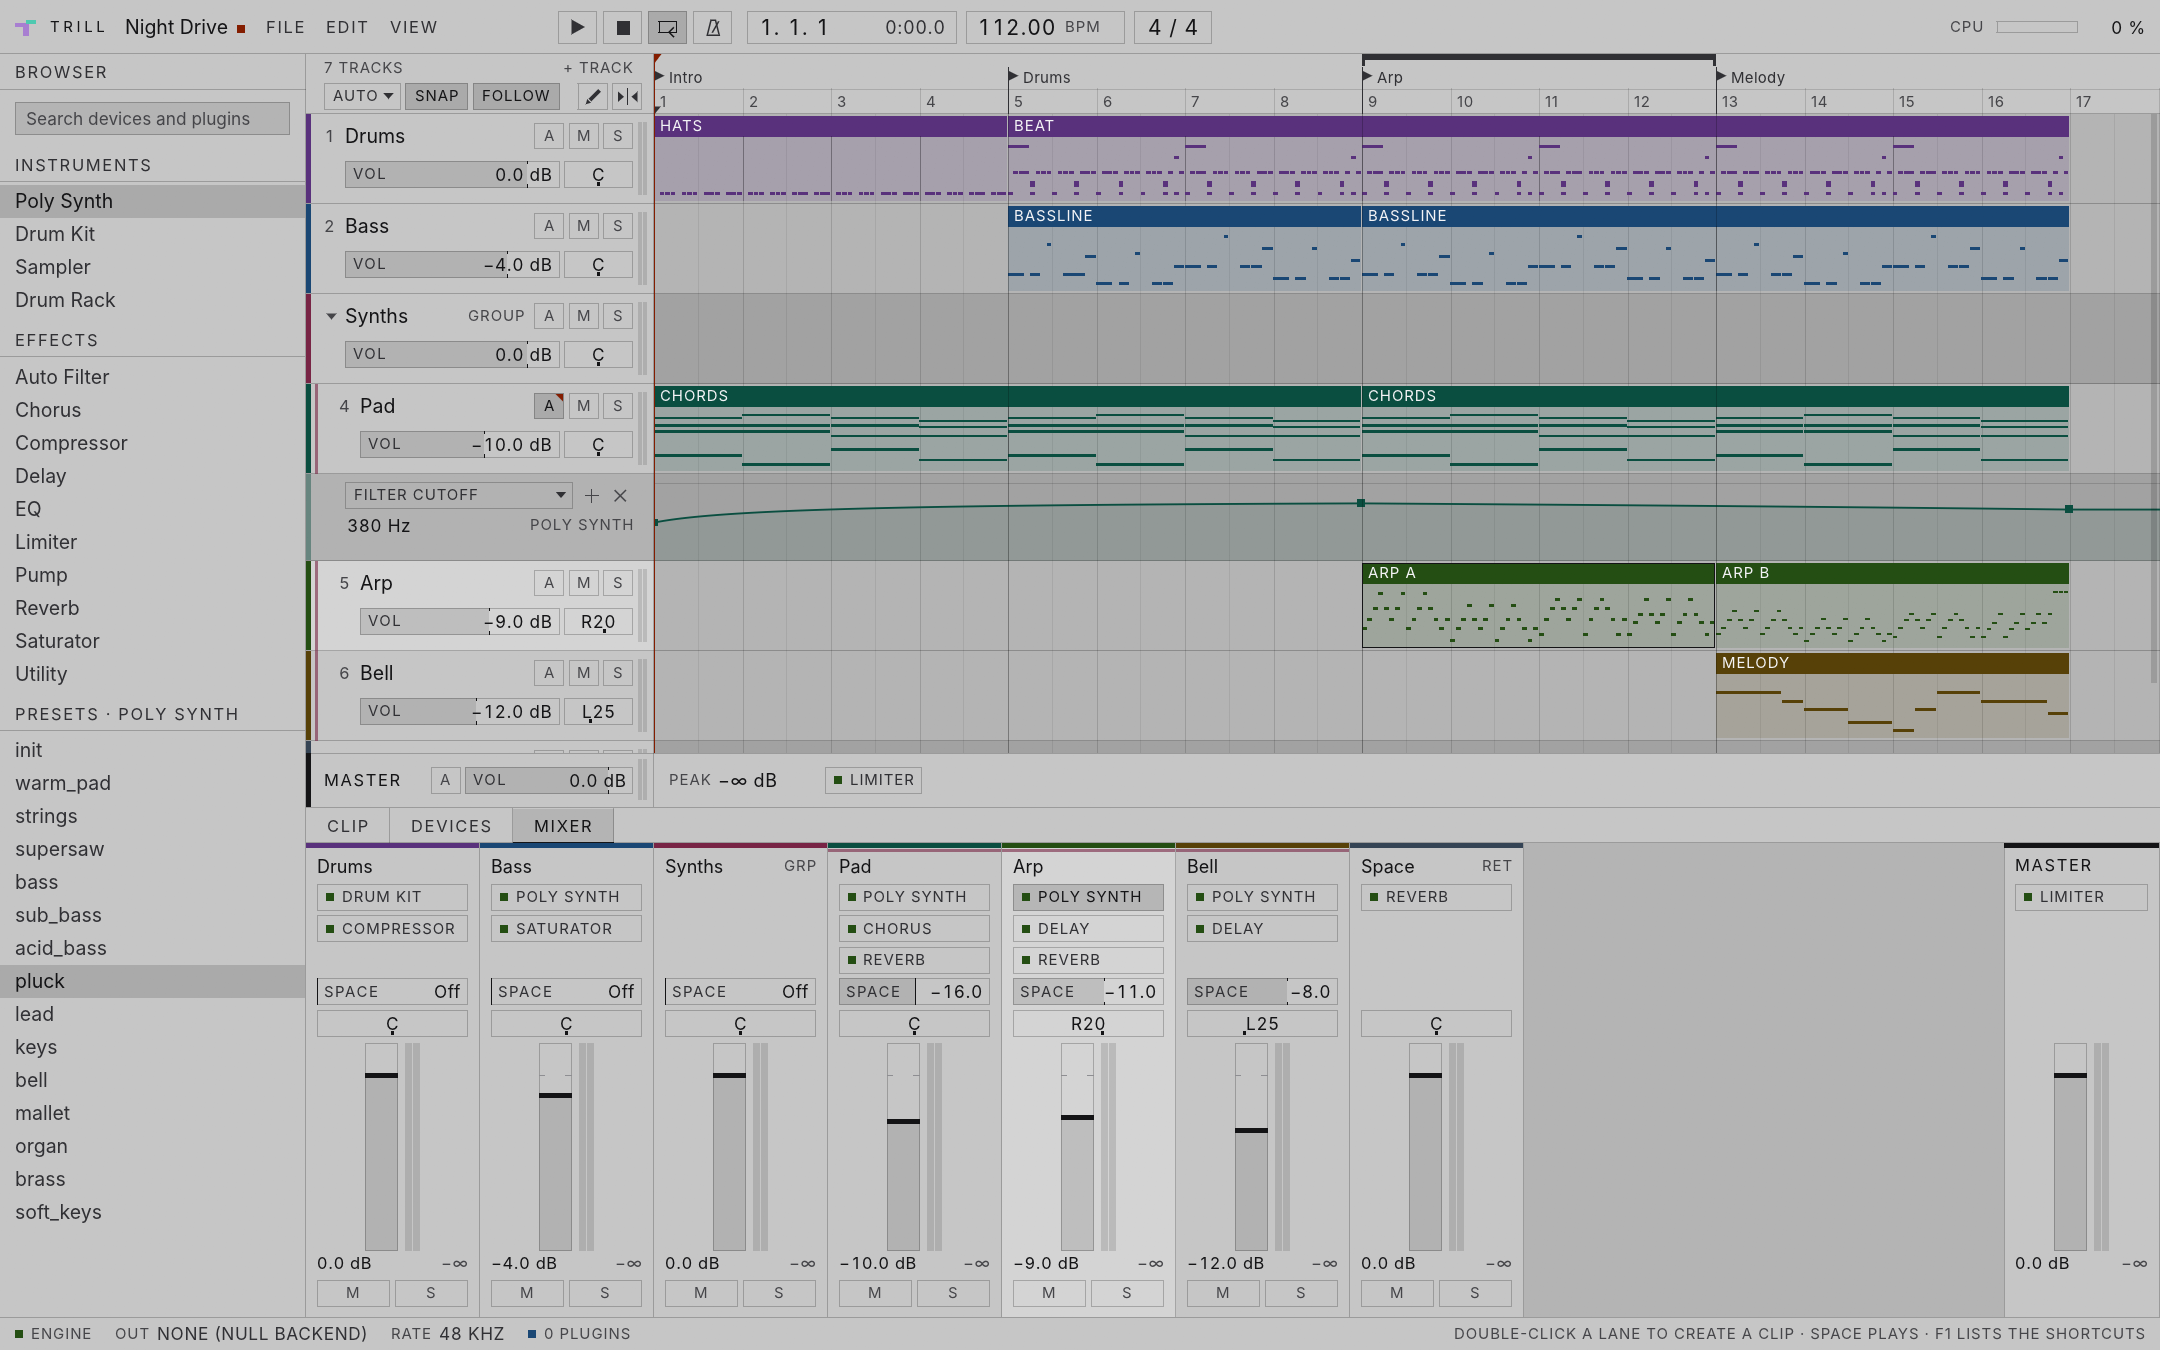 TRILL Night Drive FILE EDIT VIEW 1. 1. 1 0:00.0 112.00 BPM 4 / 4 CPU 0 %
BROWSER
Search devices and plugins
INSTRUMENTS
Poly Synth
Drum Kit
Sampler
Drum Rack
EFFECTS
Auto Filter
Chorus
Compressor
Delay
EQ
Limiter
Pump
Reverb
Saturator
Utility
PRESETS · POLY SYNTH
init
warm_pad
strings
supersaw
bass
sub_bass
acid_bass
pluck
lead
keys
bell
mallet
organ
brass
soft_keys
7 TRACKS + TRACK
AUTO SNAP FOLLOW
Intro Drums Arp Melody
1 2 3 4 5 6 7 8 9 10 11 12 13 14 15 16 17
1 Drums A M S
VOL 0.0 dB C
HATS BEAT
2 Bass A M S
VOL −4.0 dB C
BASSLINE BASSLINE
Synths GROUP A M S
VOL 0.0 dB C
4 Pad A M S
VOL −10.0 dB C
CHORDS CHORDS
FILTER CUTOFF
380 Hz POLY SYNTH
5 Arp A M S
VOL −9.0 dB R20
ARP A ARP B
6 Bell A M S
VOL −12.0 dB L25
MELODY
MASTER A VOL 0.0 dB PEAK −∞ dB LIMITER
CLIP DEVICES MIXER
Drums Bass Synths GRP Pad Arp Bell Space RET MASTER
DRUM KIT POLY SYNTH POLY SYNTH POLY SYNTH POLY SYNTH REVERB LIMITER
COMPRESSOR SATURATOR CHORUS DELAY DELAY
REVERB REVERB
SPACE Off SPACE Off SPACE Off SPACE −16.0 SPACE −11.0 SPACE −8.0
C C C C R20 L25 C
0.0 dB −∞ −4.0 dB −∞ 0.0 dB −∞ −10.0 dB −∞ −9.0 dB −∞ −12.0 dB −∞ 0.0 dB −∞ 0.0 dB −∞
M S M S M S M S M S M S M S
ENGINE OUT NONE (NULL BACKEND) RATE 48 KHZ 0 PLUGINS DOUBLE-CLICK A LANE TO CREATE A CLIP · SPACE PLAYS · F1 LISTS THE SHORTCUTS